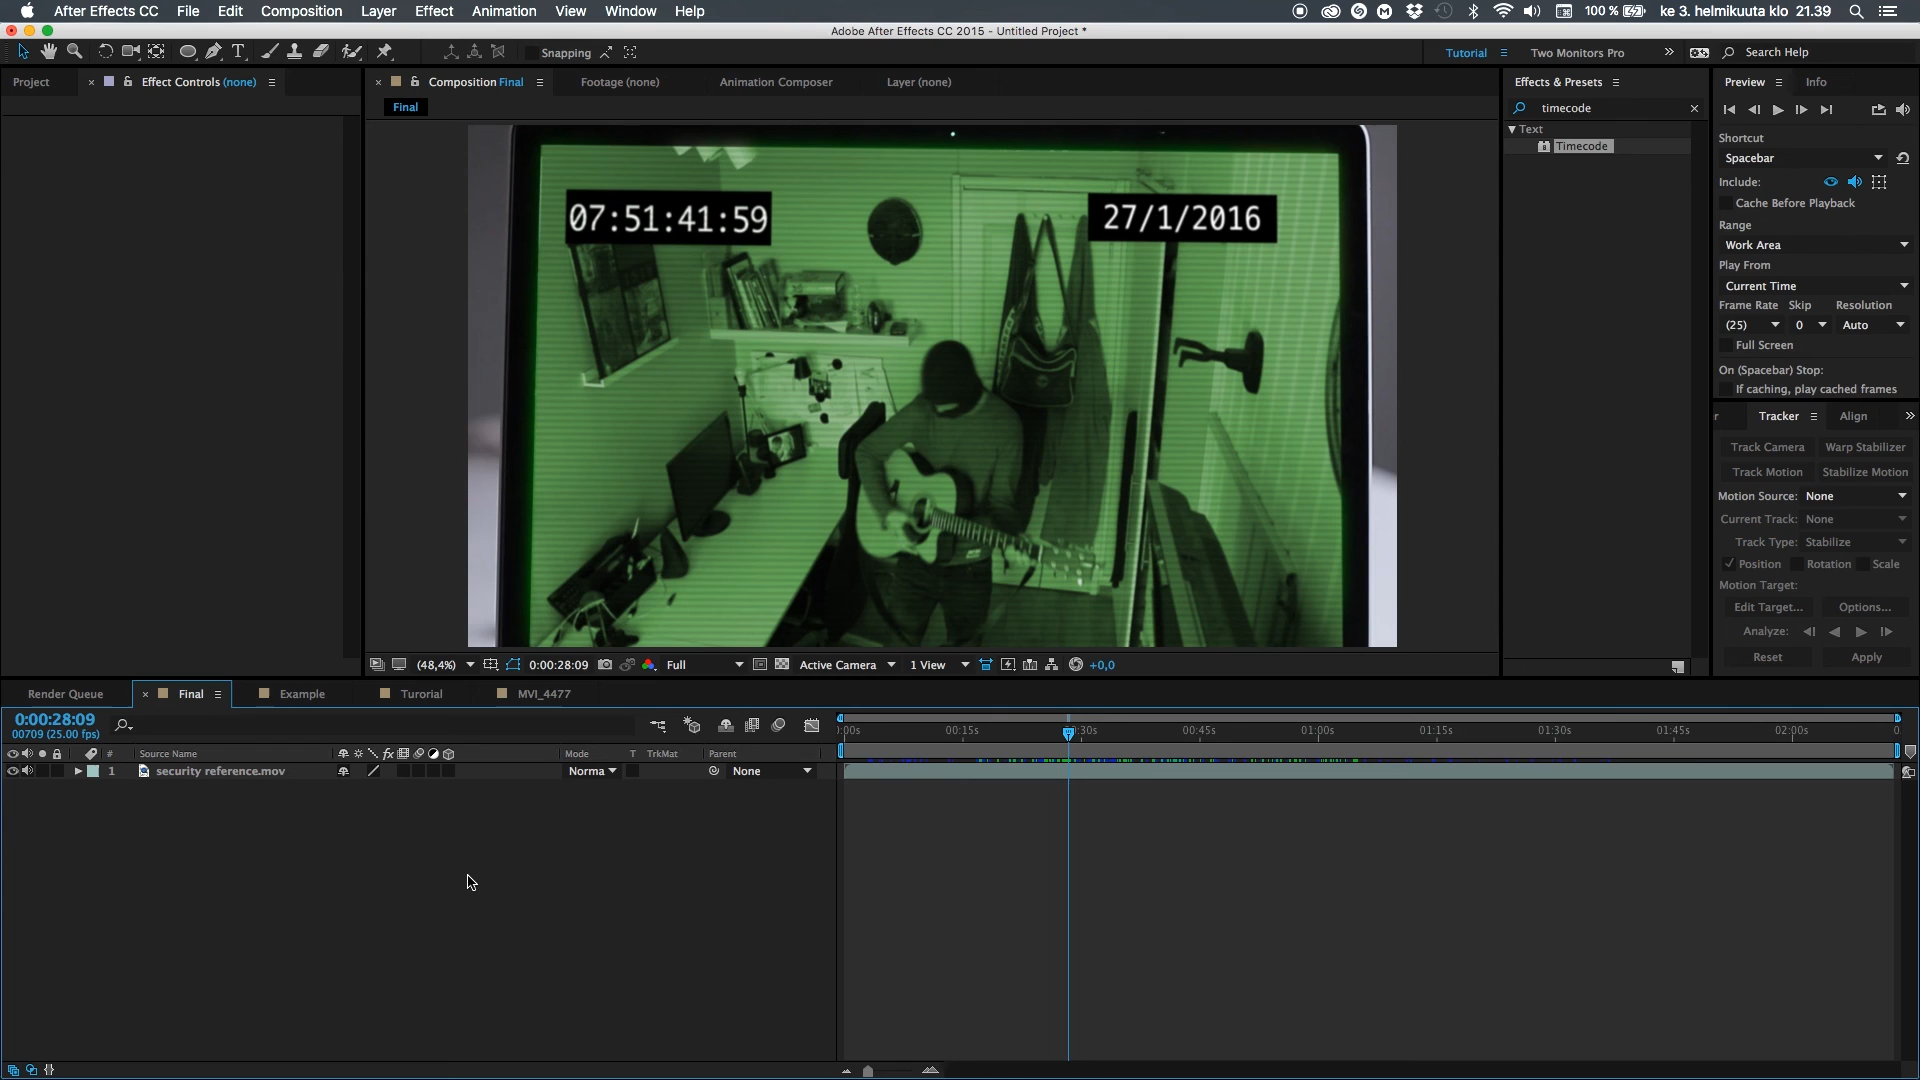 After Effects CC File Edit Composition Layer Effect Animation View Window Help 100 % ke 3. helmikuuta klo 21.39
Adobe After Effects CC 2015 - Untitled Project *
Snapping Tutorial Two Monitors Pro Search Help
Project Effect Controls (none) Composition Final Footage (none) Animation Composer Layer (none) Effects & Presets Preview Info
Final
timecode
Text
Timecode
07:51:41:59
27/1/2016
Shortcut
Spacebar
Include:
Cache Before Playback
Range
Work Area
Play From
Current Time
Frame Rate Skip Resolution
(25) 0 Auto
Full Screen
On (Spacebar) Stop:
If caching, play cached frames
r Tracker Align
Track Camera Warp Stabilizer
Track Motion Stabilize Motion
Motion Source: None
Current Track: None
Track Type: Stabilize
Position Rotation Scale
Motion Target:
Edit Target... Options...
Analyze:
Reset Apply
(48,4%) 0:00:28:09 Full Active Camera 1 View +0,0
Render Queue Final Example Turorial MVI_4477
0:00:28:09
00709 (25.00 fps)
:00s 00:15s :30s 00:45s 01:00s 01:15s 01:30s 01:45s 02:00s 0
# Source Name fx Mode T TrkMat Parent
1 security reference.mov Norma None